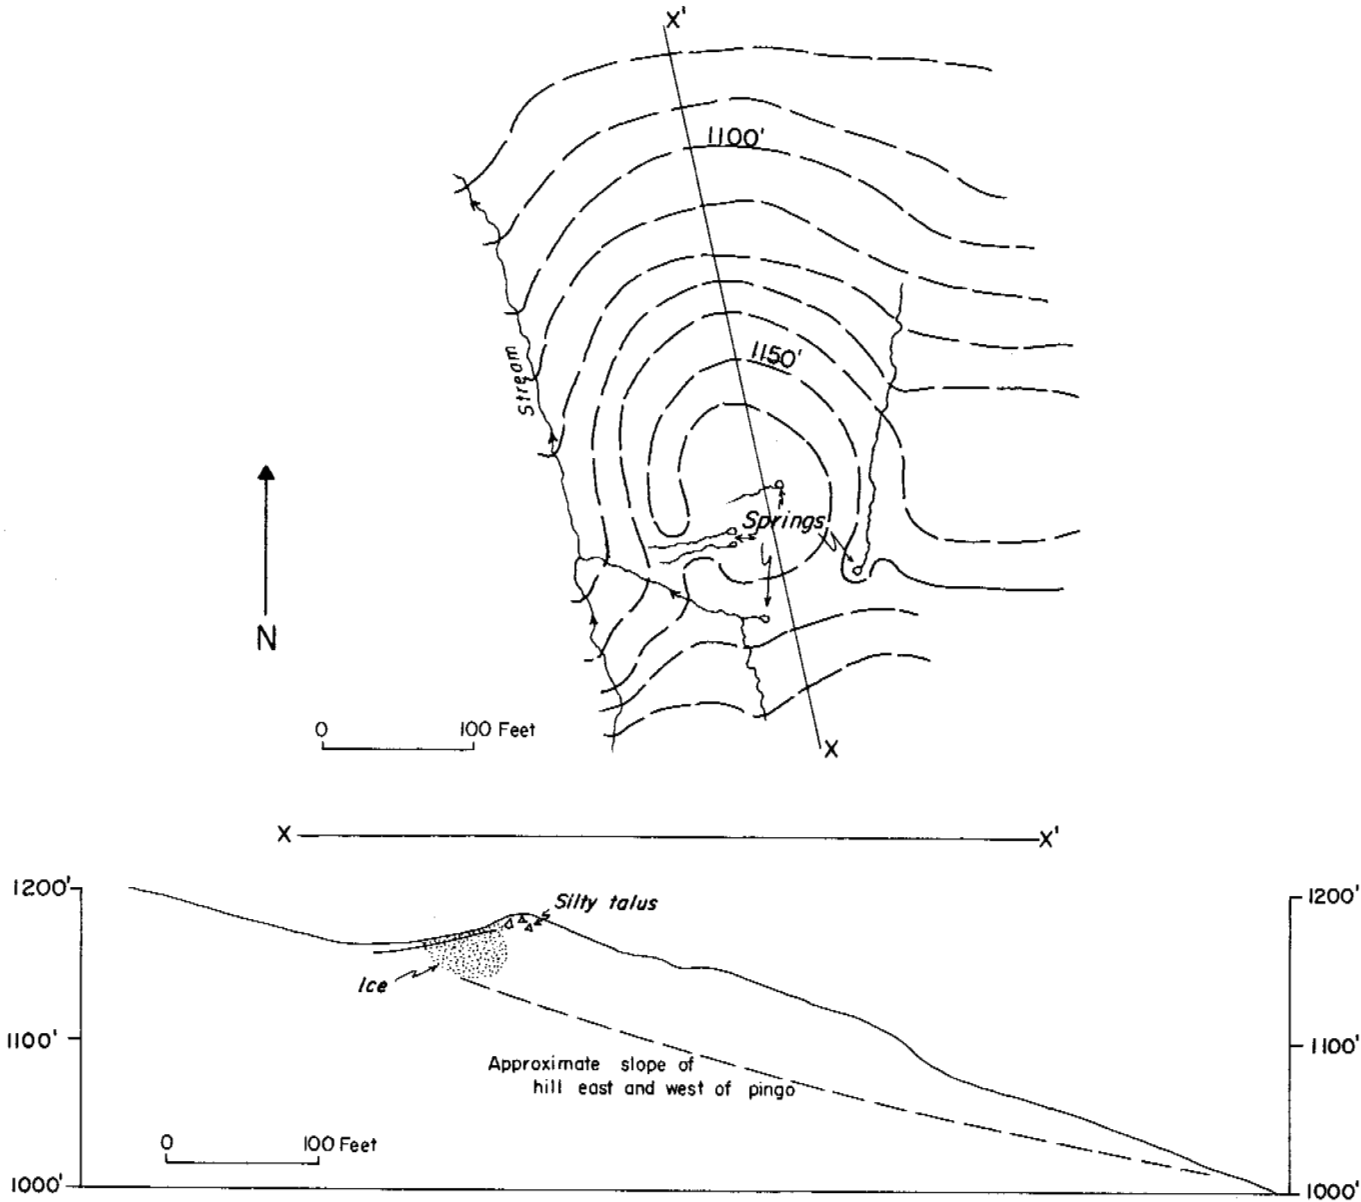 X'
1100'
1150'
Stream
Springs
N
0 100 Feet
X
X X'
1200' 1200'
Silty talus
Ice
1100' 1100'
Approximate slope of
hill east and west of pingo
0 100 Feet
1000' 1000'